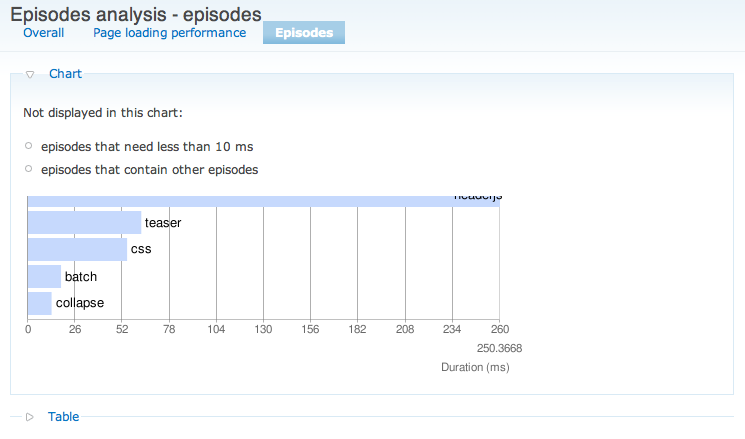 Episodes analysis - episodes
Overall Page loading performance Episodes
Chart
Not displayed in this chart:
episodes that need less than 10 ms
episodes that contain other episodes
headerjs
teaser
css
batch
collapse
0 26 52 78 104 130 156 182 208 234 260
250.3668
Duration (ms)
Table